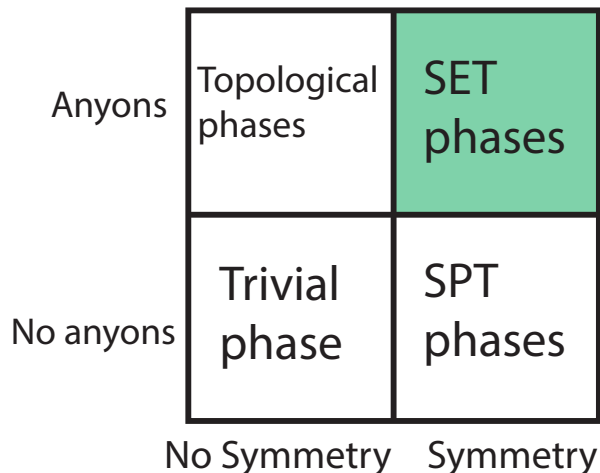 Anyons
Topological
phases
SET
phases
No anyons
Trivial
phase
SPT
phases
No Symmetry
Symmetry